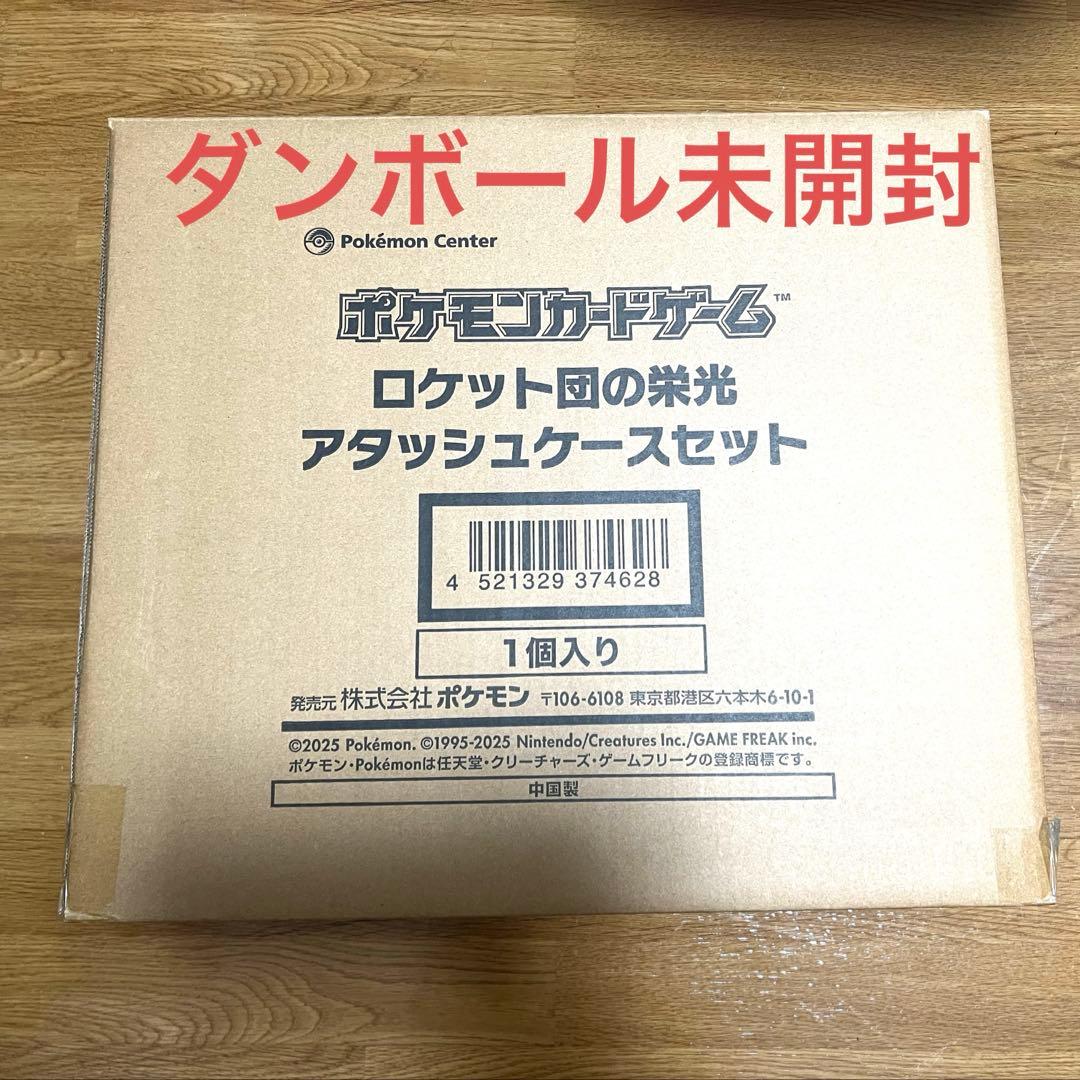 ダンボール未開封
Pokémon Center
ポケモンカードゲーム™
ロケット団の栄光
アタッシュケースセット
4 521329 374628
1個入り
発売元 株式会社 ポケモン 〒106-6108 東京都港区六本木6-10-1
©2025 Pokémon. ©1995-2025 Nintendo/Creatures Inc./GAME FREAK inc.
ポケモン・Pokémonは任天堂・クリーチャーズ・ゲームフリークの登録商標です。
中国製